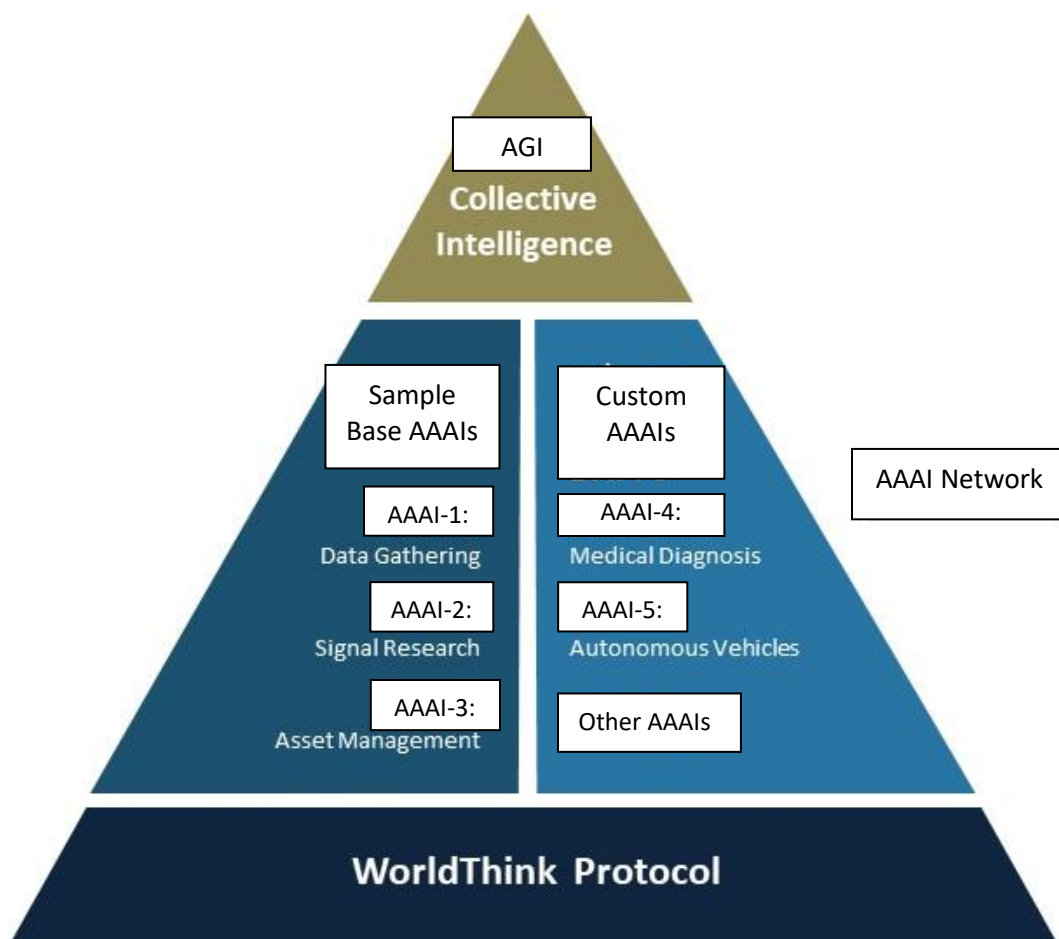 AGI
Collective
Intelligence
Sample
Base AAAIs
AAAI-1:
Data Gathering
AAAI-2:
Signal Research
AAAI-3:
Asset Management
Custom
AAAIs
AAAI-4:
Medical Diagnosis
AAAI-5:
Autonomous Vehicles
Other AAAIs
AAAI Network
WorldThink Protocol